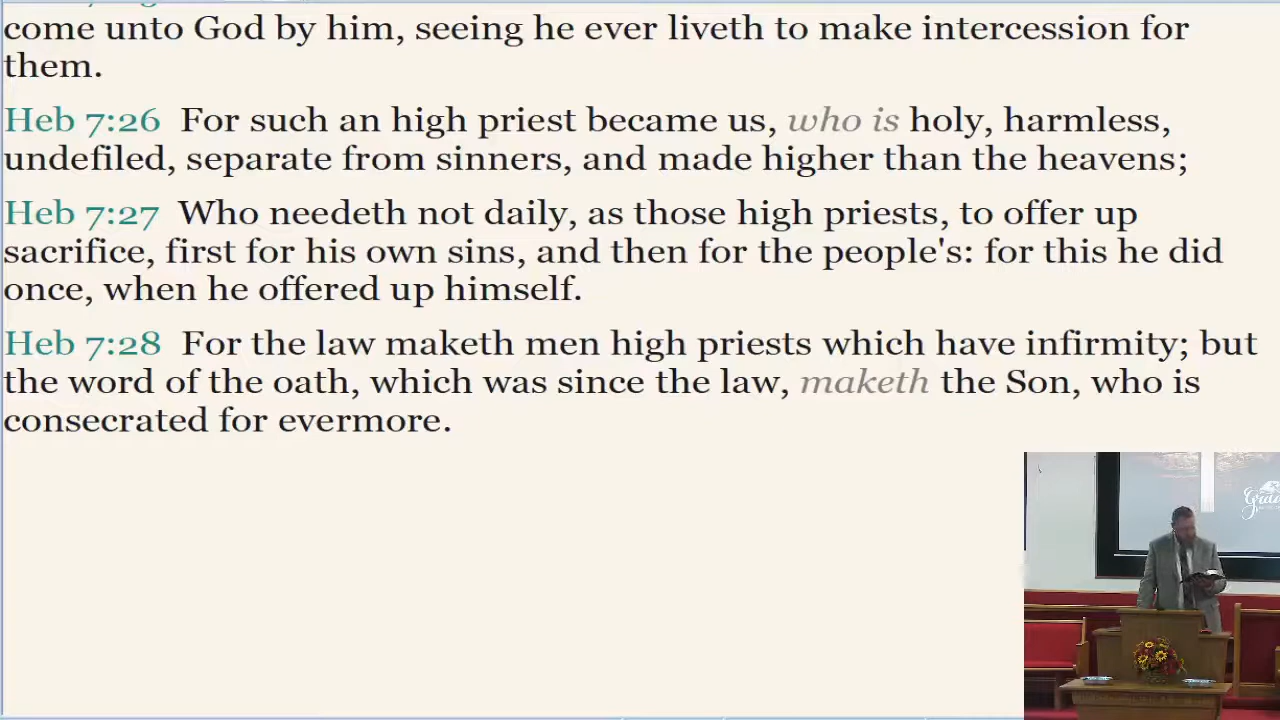 come unto God by him, seeing he ever liveth to make intercession for
them.
Heb 7:26 For such an high priest became us, who is holy, harmless,
undefiled, separate from sinners, and made higher than the heavens;
Heb 7:27 Who needeth not daily, as those high priests, to offer up
sacrifice, first for his own sins, and then for the people's: for this he did
once, when he offered up himself.
Heb 7:28 For the law maketh men high priests which have infirmity; but
the word of the oath, which was since the law, maketh the Son, who is
consecrated for evermore.